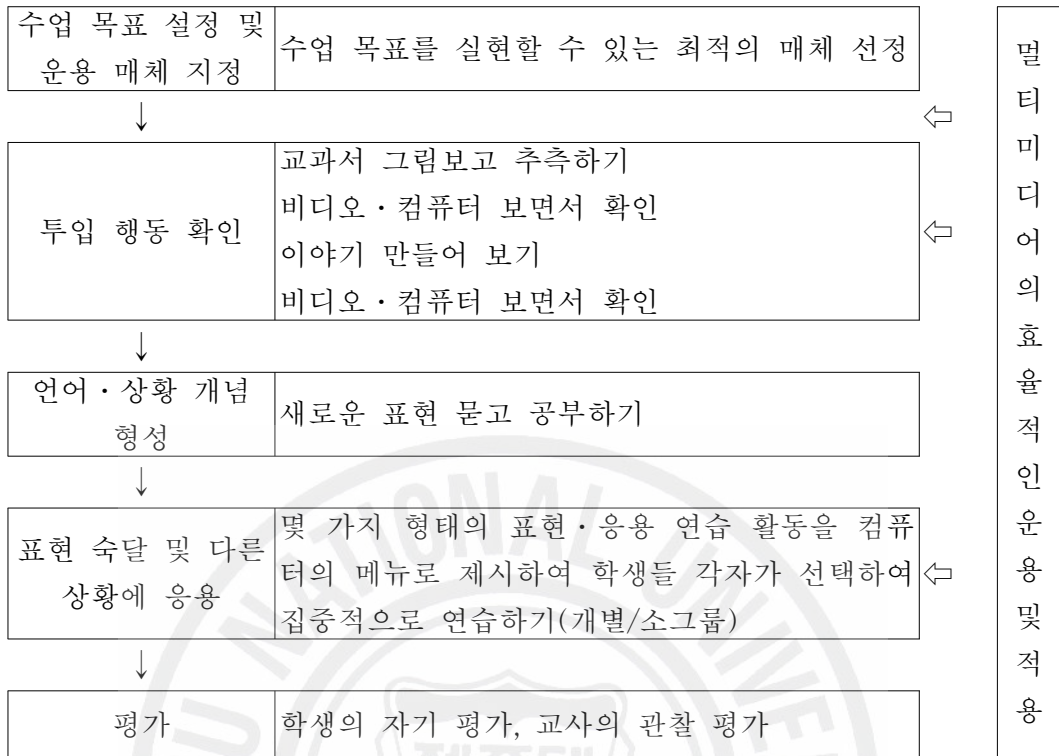 수업 목표 설정 및
운용 매체 지정
수업 목표를 실현할 수 있는 최적의 매체 선정
↓
⇦
투입 행동 확인
교과서 그림보고 추측하기
비디오・컴퓨터 보면서 확인
이야기 만들어 보기
비디오・컴퓨터 보면서 확인
⇦
↓
언어・상황 개념
형성
새로운 표현 묻고 공부하기
↓
표현 숙달 및 다른
상황에 응용
몇 가지 형태의 표현・응용 연습 활동을 컴퓨
터의 메뉴로 제시하여 학생들 각자가 선택하여
집중적으로 연습하기(개별/소그룹)
⇦
↓
평가
학생의 자기 평가, 교사의 관찰 평가
멀티미디어의효율적인운용및적용
NATIONAL UNIVE